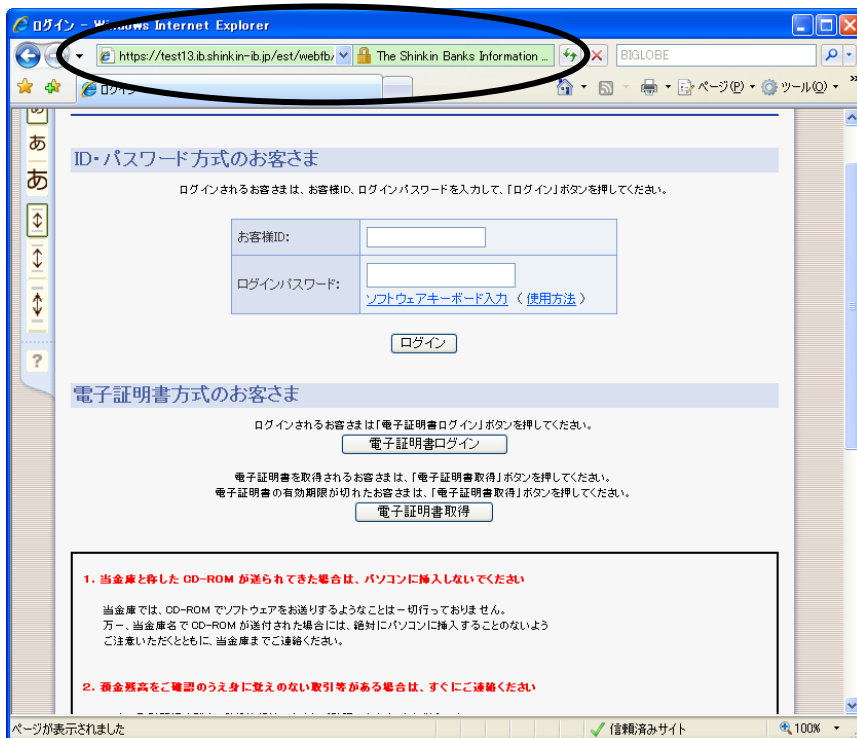 ログイン - Windows Internet Explorer
https://test13.ib.shinkin-ib.jp/est/webfb/
The Shinkin Banks Information ...
BIGLOBE
ログイン
ページ(P)
ツール(O)
あ
あ
ID・パスワード方式のお客さま
ログインされるお客さまは、お客様ID、ログインパスワードを入力して、「ログイン」ボタンを押してください。
お客様ID:
ログインパスワード:
ソフトウェアキーボード入力 ( 使用方法 )
ログイン
?
電子証明書方式のお客さま
ログインされるお客さまは「電子証明書ログイン」ボタンを押してください。
電子証明書ログイン
電子証明書を取得されるお客さまは、「電子証明書取得」ボタンを押してください。
電子証明書の有効期限が切れたお客さまは、「電子証明書取得」ボタンを押してください。
電子証明書取得
1. 当金庫と称した CD-ROM が送られてきた場合は、パソコンに挿入しないでください
当金庫では、CD-ROM でソフトウェアをお送りするようなことは一切行っておりません。
万一、当金庫名で CD-ROM が送付された場合には、絶対にパソコンに挿入することのないよう
ご注意いただくとともに、当金庫までご連絡ください。
2. 預金残高をご確認のうえ身に覚えのない取引等がある場合は、すぐにご連絡ください
ページが表示されました
信頼済みサイト
100%